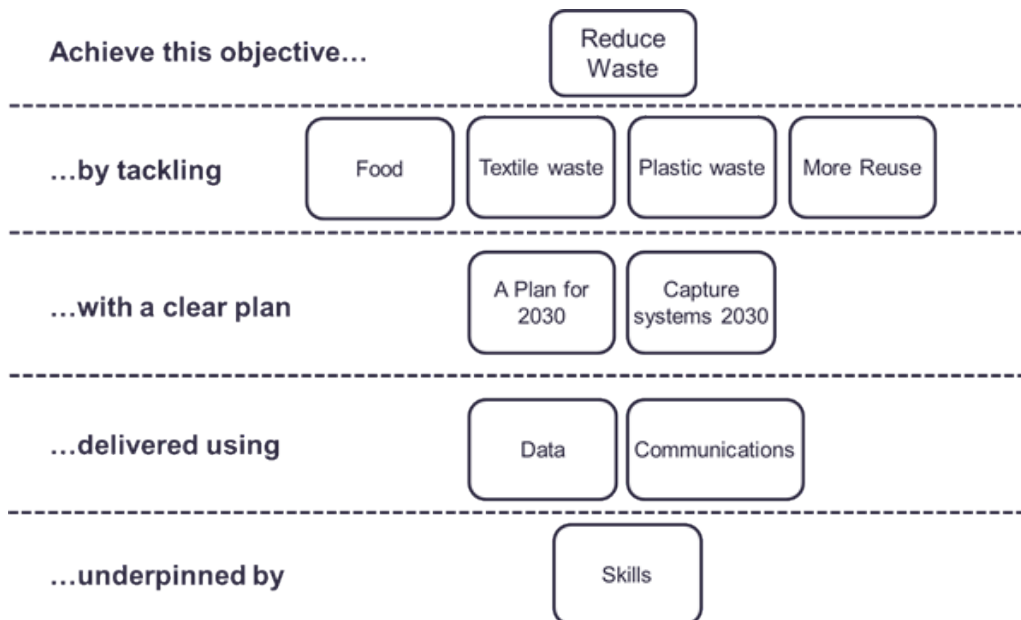 Achieve this objective…
Reduce
Waste
…by tackling
Food
Textile waste
Plastic waste
More Reuse
…with a clear plan
A Plan for
2030
Capture
systems 2030
…delivered using
Data
Communications
…underpinned by
Skills